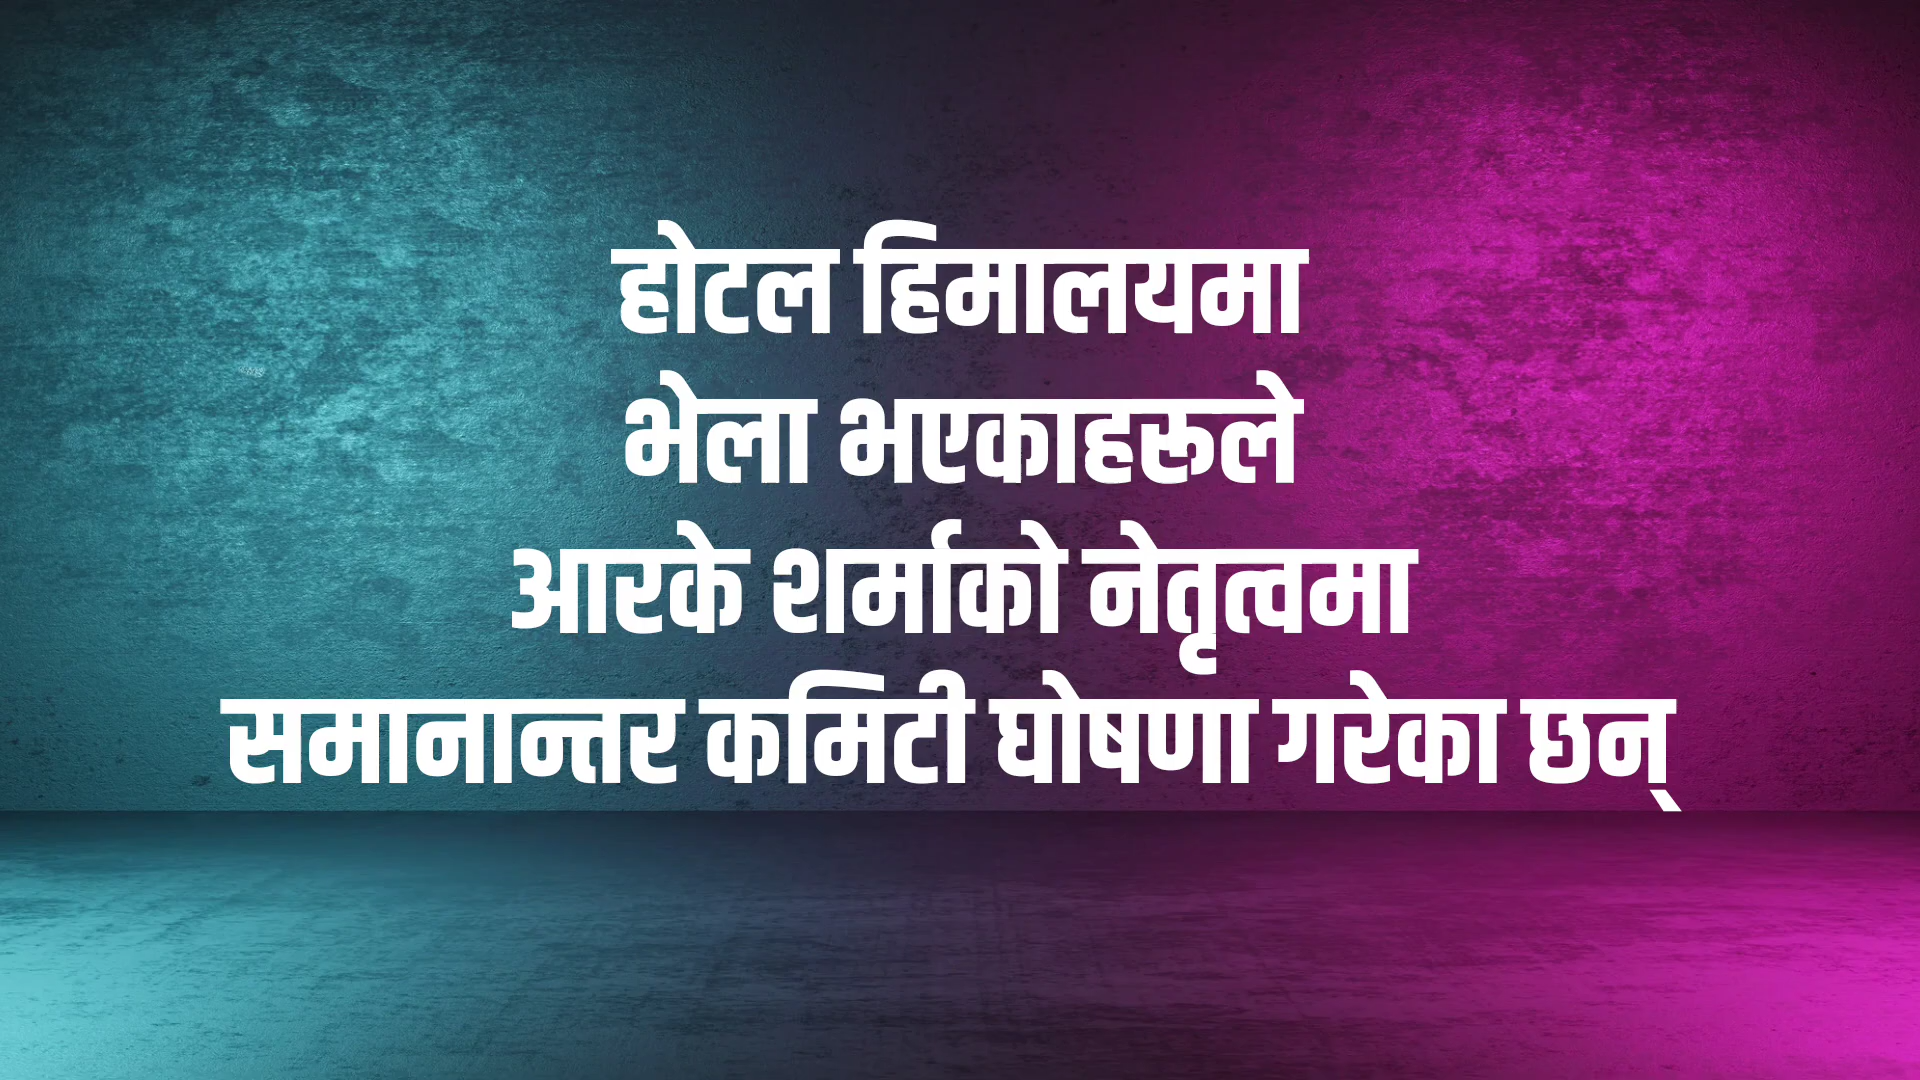 होटल हिमालयमा
भेला भएकाहरूले
आरके शर्माको नेतृत्वमा
समानान्तर कमिटी घोषणा गरेका छन्